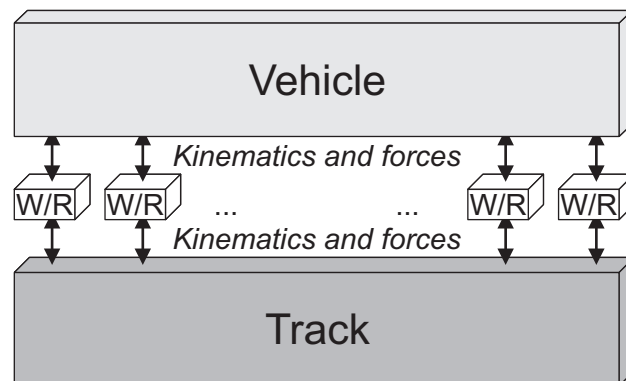 Vehicle
Kinematics and forces
W/R W/R ... ... W/R W/R
Kinematics and forces
Track